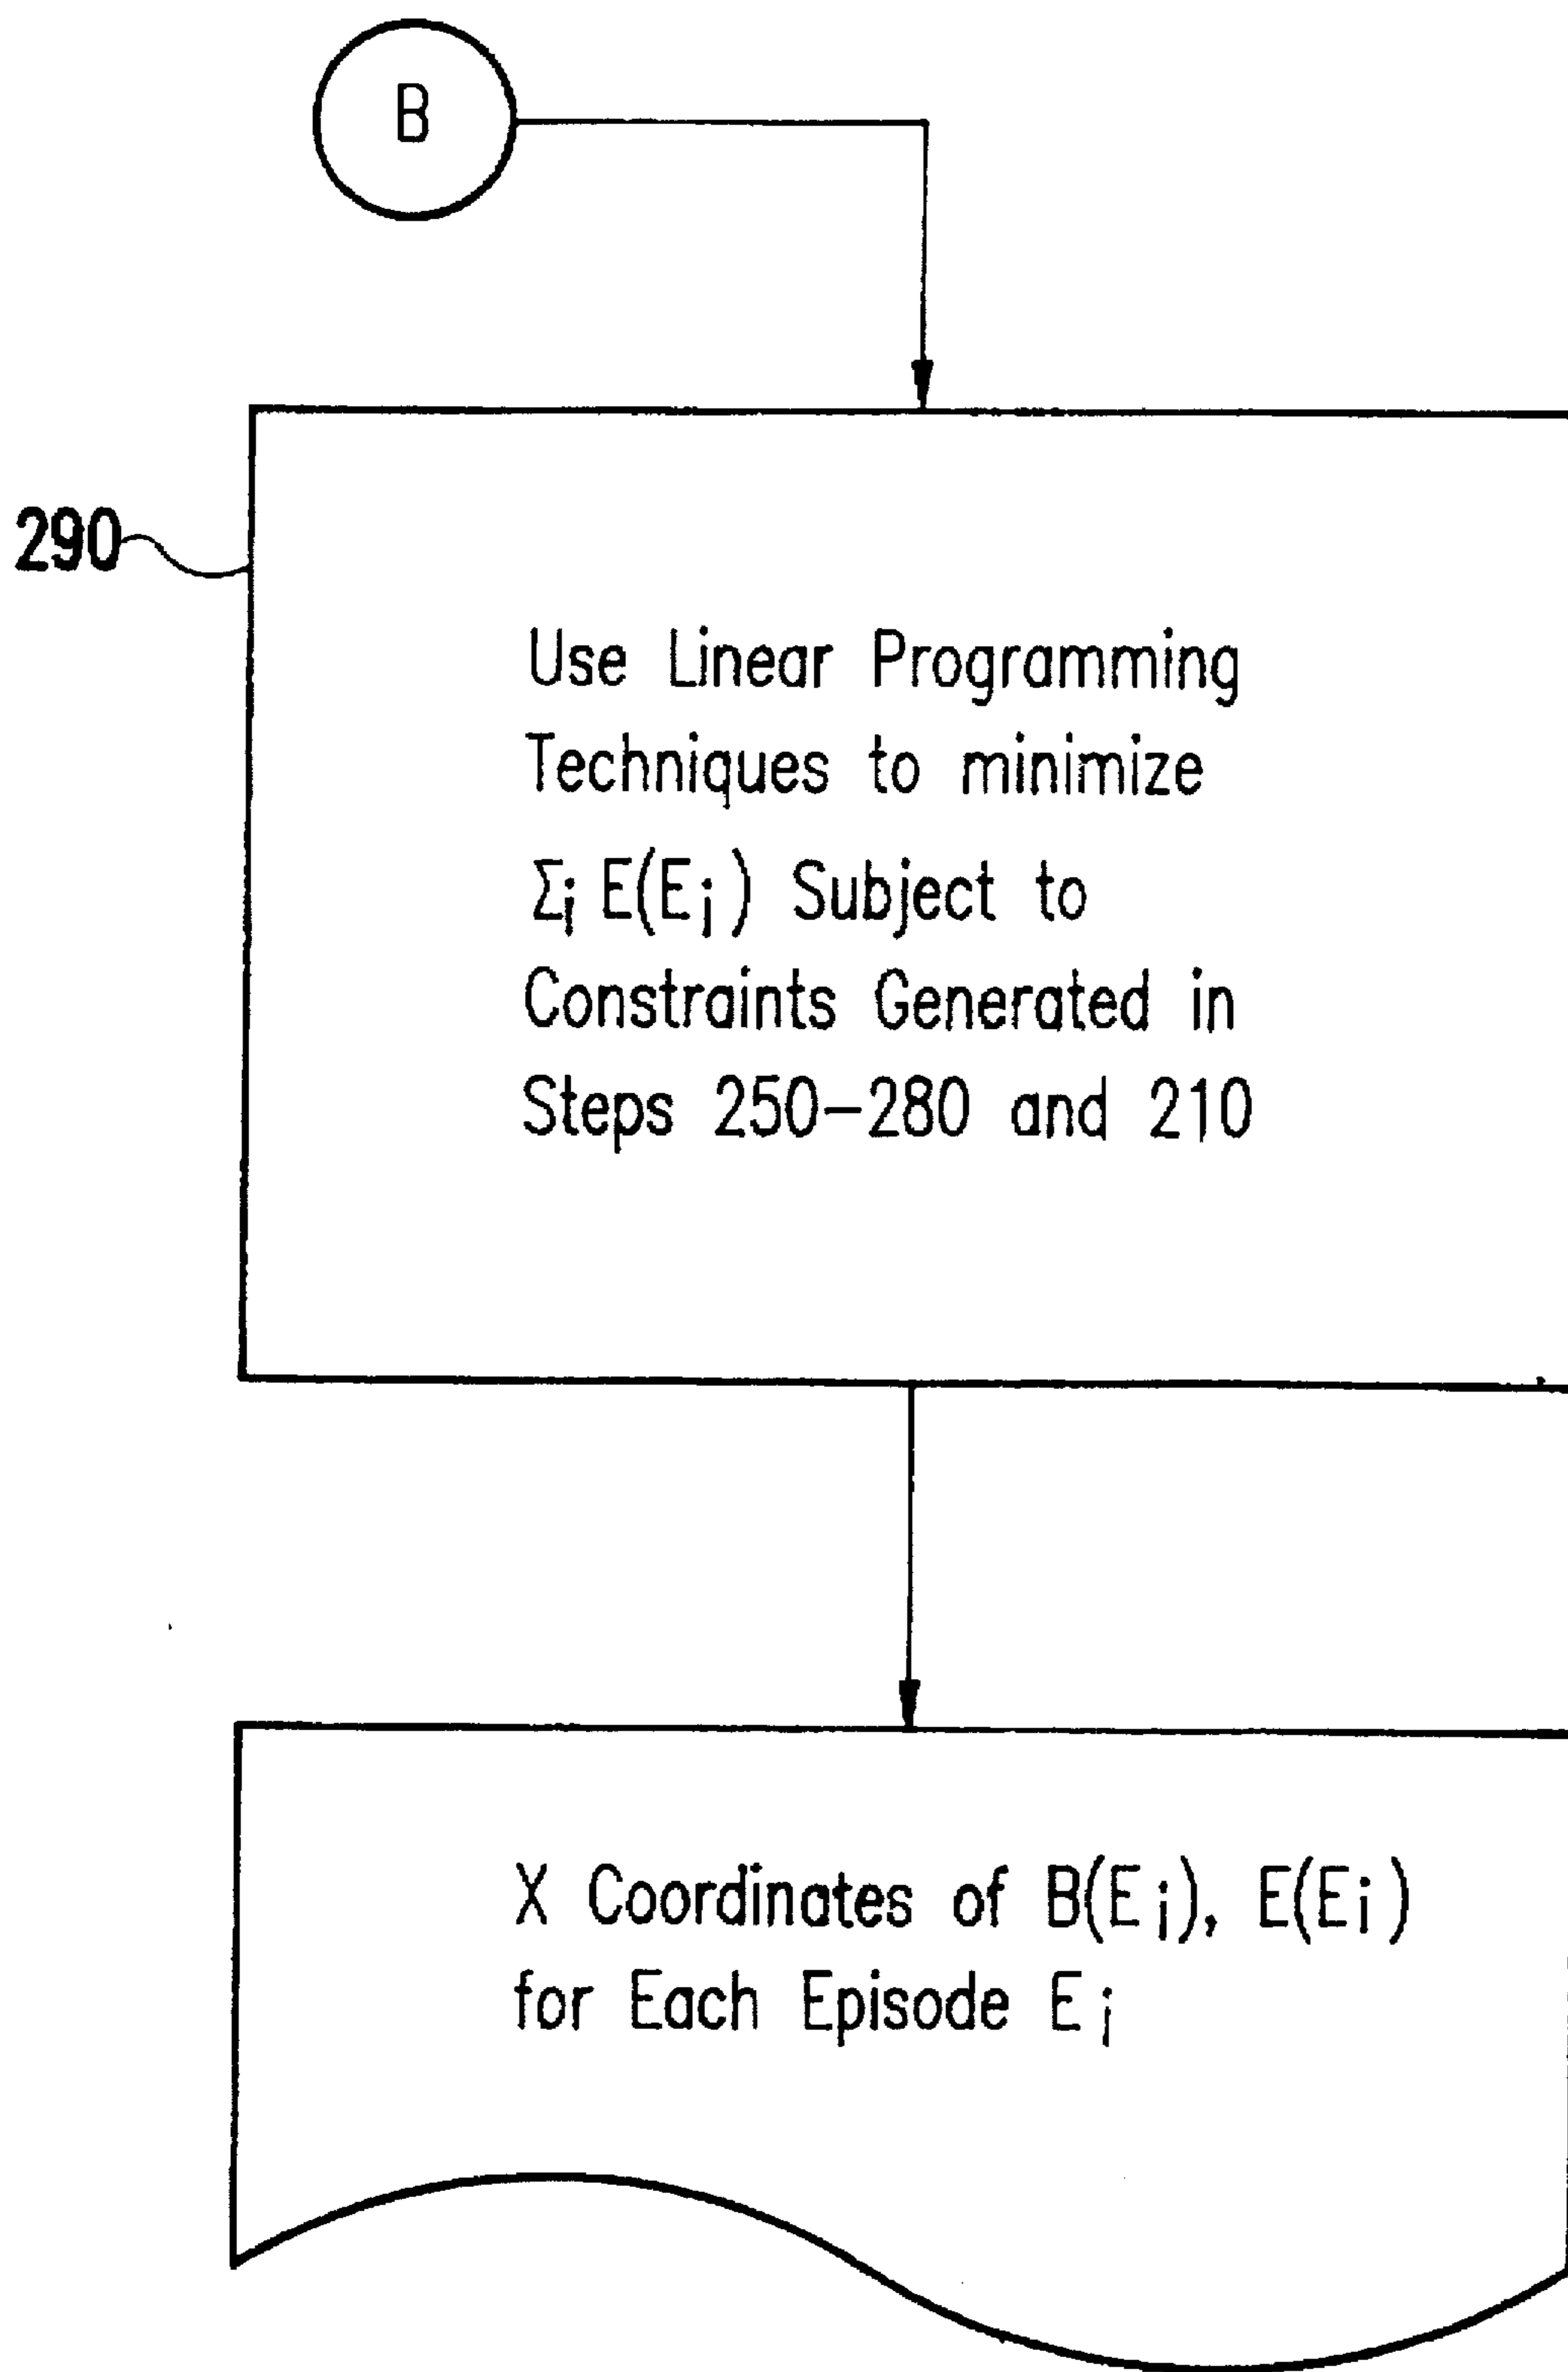 B
290
Use Linear Programming
Techniques to minimize
Σi E(Ei) Subject to
Constraints Generated in
Steps 250-280 and 210
X Coordinates of B(Ei), E(Ei)
for Each Episode Ei